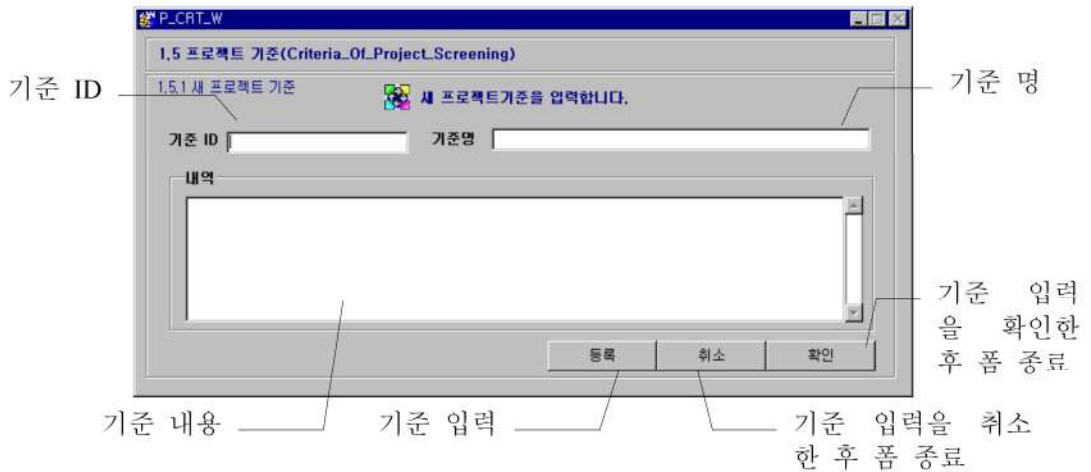 P_CRT_W
1.5 프로젝트 기준(Criteria_Of_Project_Screening)
1.5.1 새 프로젝트 기준
새 프로젝트기준을 입력합니다.
기준 ID
기준 명
기준 ID
기준명
내역
등록
취소
확인
기준 입력
을 확인한
후 폼 종료
기준 내용
기준 입력
기준 입력을 취소
한 후 폼 종료